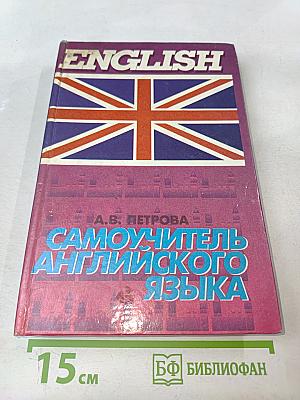 ENGLISH
А.В. ПЕТРОВА
САМОУЧИТЕЛЬ
АНГЛИЙСКОГО
ЯЗЫКА
15 см
БФ БИБЛИОФАН